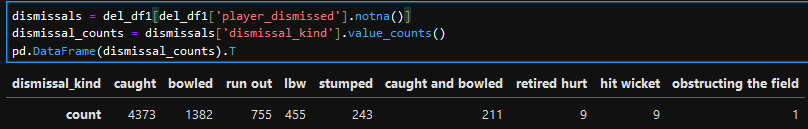 dismissals = del_df1[del_df1['player_dismissed'].notna()]
dismissal_counts = dismissals['dismissal_kind'].value_counts()
pd.DataFrame(dismissal_counts).T
dismissal_kind caught bowled run out lbw stumped caught and bowled retired hurt hit wicket obstructing the field
count 4373 1382 755 455 243 211 9 9 1